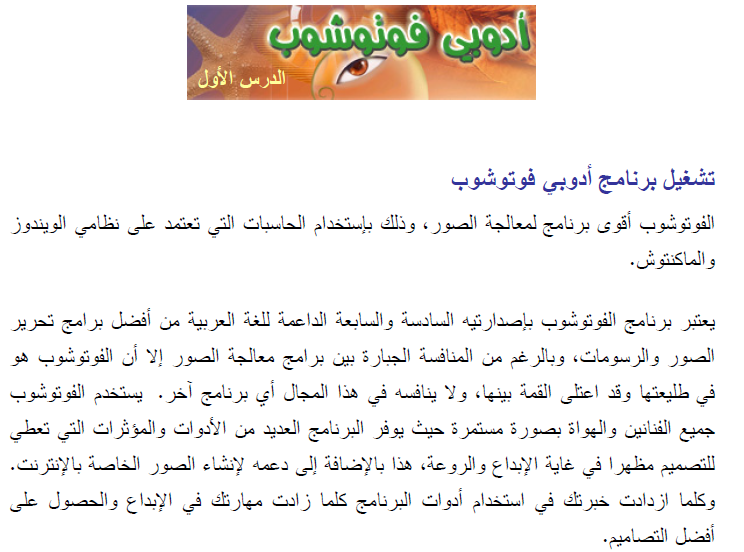 أدوبي فوتوشوب
الدرس الأول
تشغيل برنامج أدوبي فوتوشوب
الفوتوشوب أقوى برنامج لمعالجة الصور، وذلك بإستخدام الحاسبات التي تعتمد على نظامي الويندوز
والماكنتوش.
يعتبر برنامج الفوتوشوب بإصدارتيه السادسة والسابعة الداعمة للغة العربية من أفضل برامج تحرير
الصور والرسومات، وبالرغم من المنافسة الجبارة بين برامج معالجة الصور إلا أن الفوتوشوب هو
في طليعتها وقد اعتلى القمة بينها، ولا ينافسه في هذا المجال أي برنامج آخر. يستخدم الفوتوشوب
جميع الفنانين والهواة بصورة مستمرة حيث يوفر البرنامج العديد من الأدوات والمؤثرات التي تعطي
للتصميم مظهرا في غاية الإبداع والروعة، هذا بالإضافة إلى دعمه لإنشاء الصور الخاصة بالإنترنت.
وكلما ازدادت خبرتك في استخدام أدوات البرنامج كلما زادت مهارتك في الإبداع والحصول على
أفضل التصاميم.